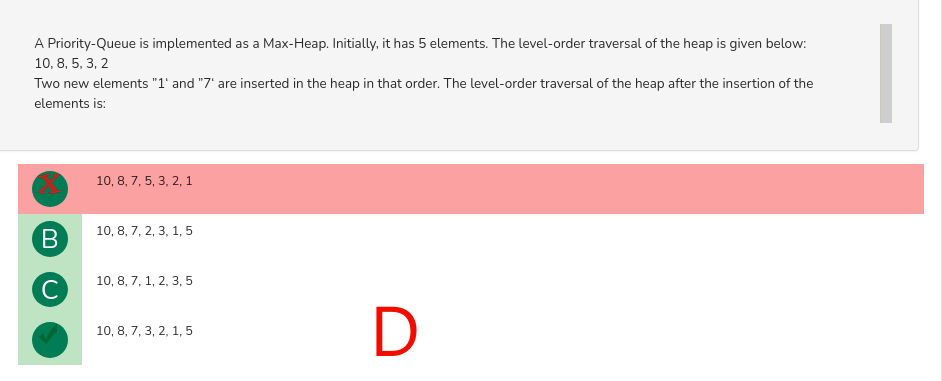 A Priority-Queue is implemented as a Max-Heap. Initially, it has 5 elements. The level-order traversal of the heap is given below:
10, 8, 5, 3, 2
Two new elements ”1‘ and ”7‘ are inserted in the heap in that order. The level-order traversal of the heap after the insertion of the
elements is:
X 10, 8, 7, 5, 3, 2, 1
B 10, 8, 7, 2, 3, 1, 5
C 10, 8, 7, 1, 2, 3, 5
✓ 10, 8, 7, 3, 2, 1, 5
D